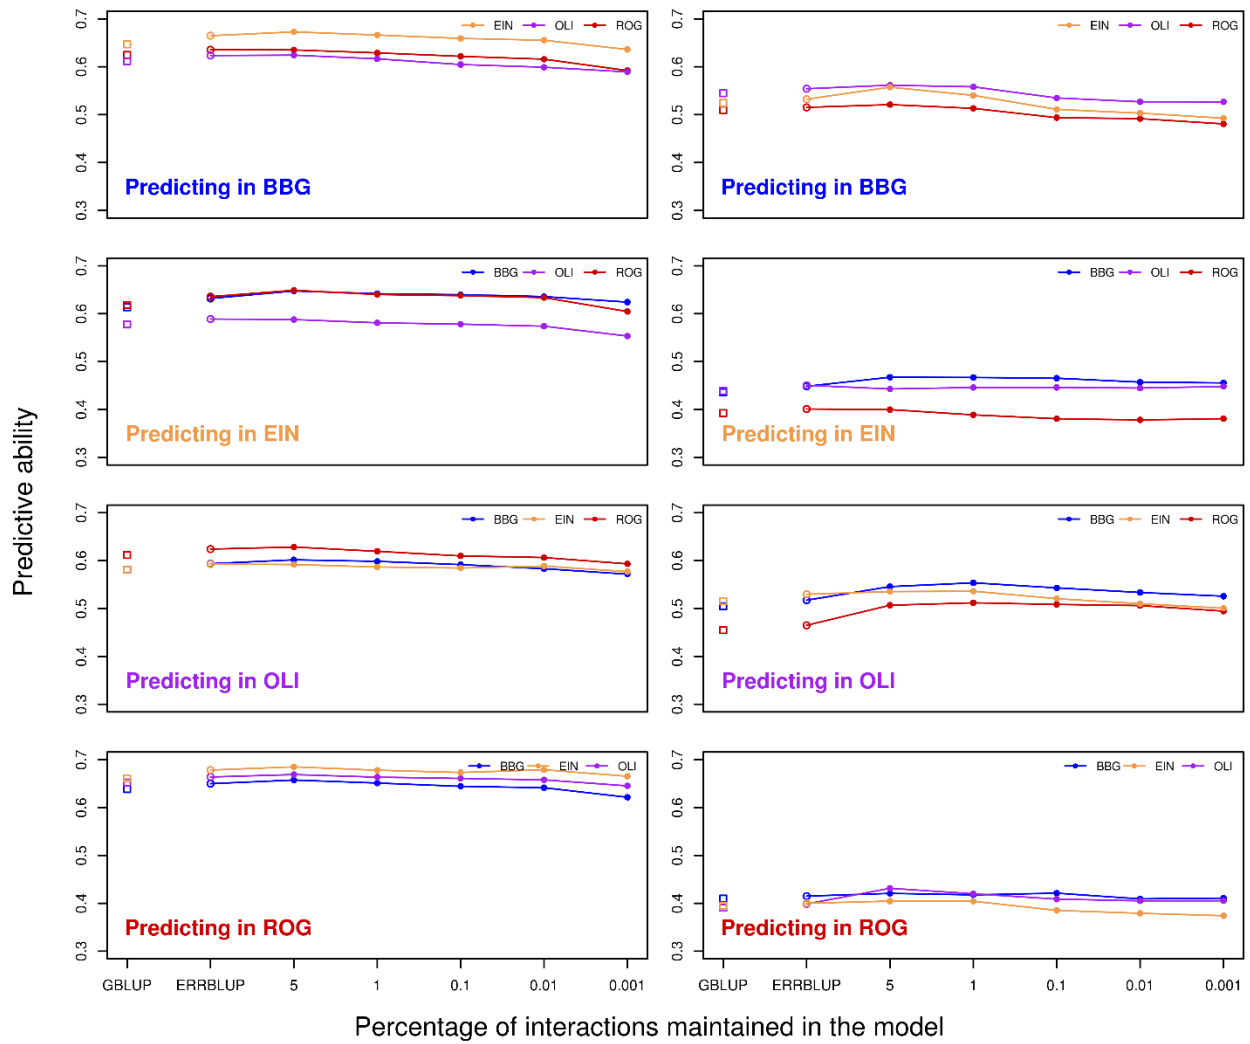 EIN OLI ROG
0.7
0.6
0.5
0.4
0.3
Predicting in BBG
EIN OLI ROG
0.7
0.6
0.5
0.4
0.3
Predicting in BBG
BBG OLI ROG
0.7
0.6
0.5
0.4
0.3
Predicting in EIN
BBG OLI ROG
0.7
0.6
0.5
0.4
0.3
Predicting in EIN
Predictive ability
BBG EIN ROG
0.7
0.6
0.5
0.4
0.3
Predicting in OLI
BBG EIN ROG
0.7
0.6
0.5
0.4
0.3
Predicting in OLI
BBG EIN OLI
0.7
0.6
0.5
0.4
0.3
Predicting in ROG
GBLUP ERRBLUP 5 1 0.1 0.01 0.001
BBG EIN OLI
0.7
0.6
0.5
0.4
0.3
Predicting in ROG
GBLUP ERRBLUP 5 1 0.1 0.01 0.001
Percentage of interactions maintained in the model